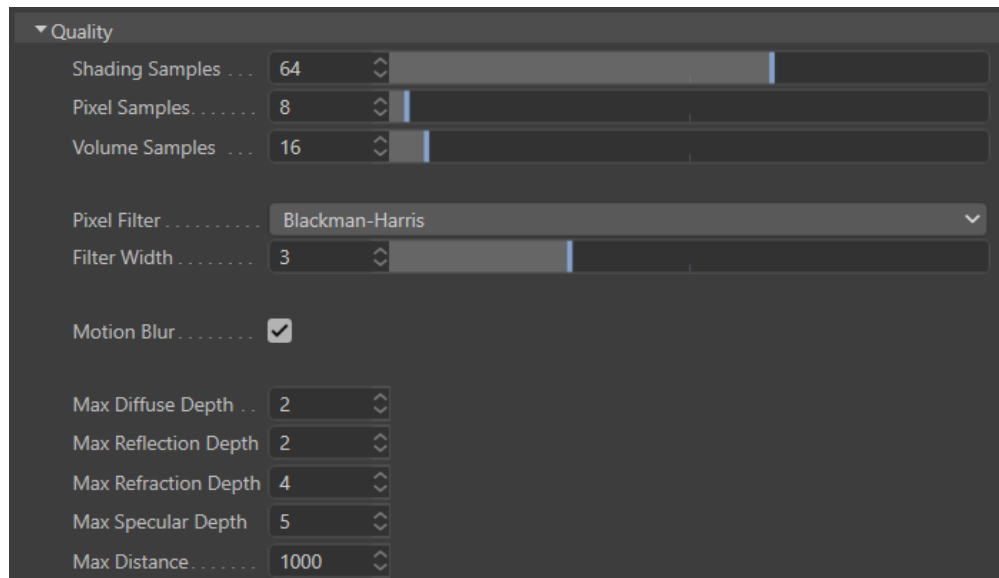 Quality
Shading Samples . . . 64
Pixel Samples. . . . . . . 8
Volume Samples . . . 16
Pixel Filter . . . . . . . . . . Blackman-Harris
Filter Width . . . . . . . . 3
Motion Blur . . . . . . . .
Max Diffuse Depth . . 2
Max Reflection Depth 2
Max Refraction Depth 4
Max Specular Depth 5
Max Distance. . . . . . . 1000